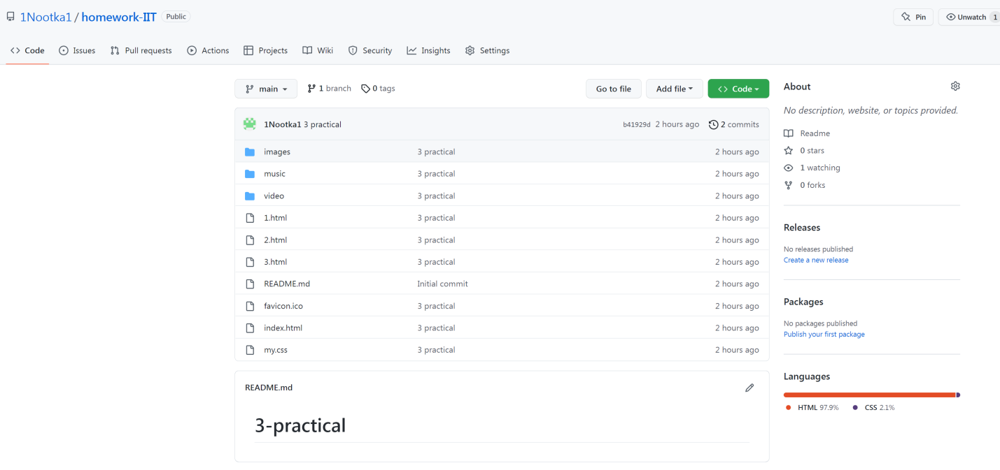 1Nootka1 / homework-IIT Public
Pin
Unwatch 1
Code Issues Pull requests Actions Projects Wiki Security Insights Settings
main 1 branch 0 tags Go to file Add file Code
1Nootka1 3 practical b41929d 2 hours ago 2 commits
images 3 practical 2 hours ago
music 3 practical 2 hours ago
video 3 practical 2 hours ago
1.html 3 practical 2 hours ago
2.html 3 practical 2 hours ago
3.html 3 practical 2 hours ago
README.md Initial commit 2 hours ago
favicon.ico 3 practical 2 hours ago
index.html 3 practical 2 hours ago
my.css 3 practical 2 hours ago
README.md
3-practical
About
No description, website, or topics provided.
Readme
0 stars
1 watching
0 forks
Releases
No releases published
Create a new release
Packages
No packages published
Publish your first package
Languages
HTML 97.9% CSS 2.1%